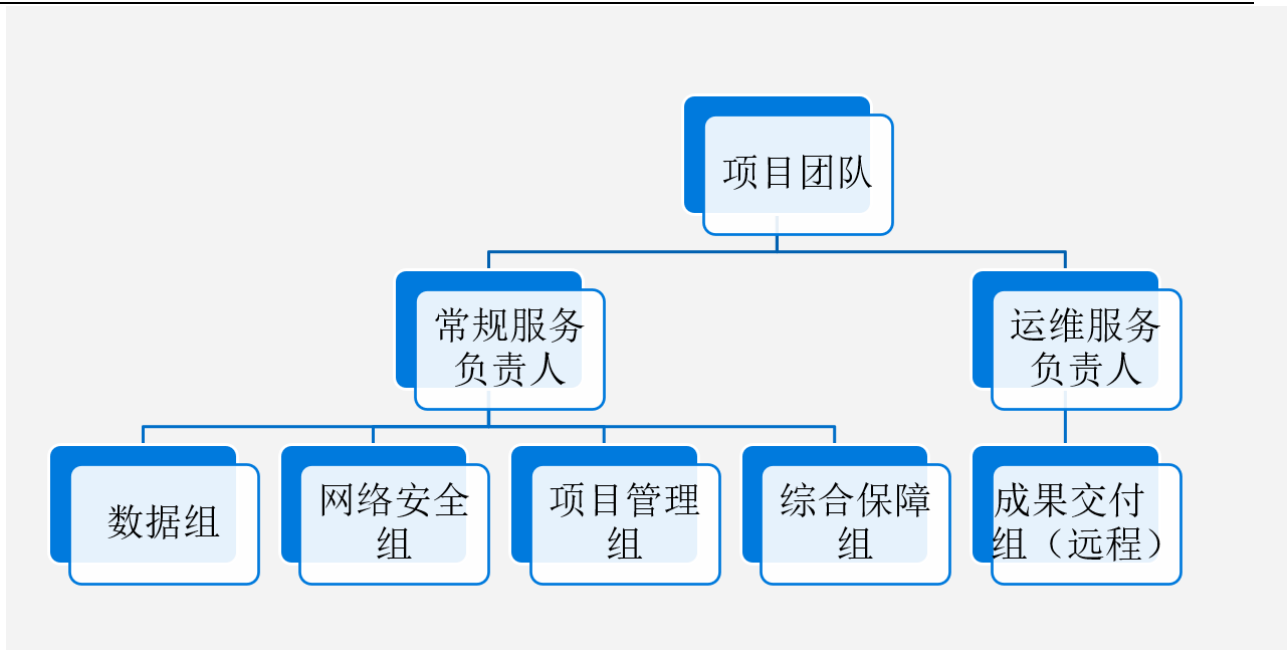 项目团队
常规服务
负责人
运维服务
负责人
数据组
网络安全
组
项目管理
组
综合保障
组
成果交付
组（远程）